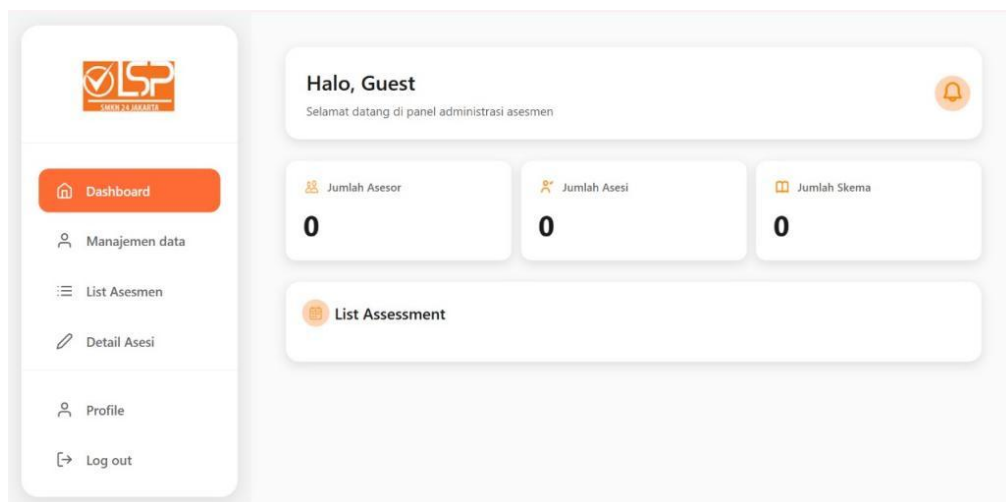 LSP
SMKN 24 JAKARTA
Dashboard
Manajemen data
List Asesmen
Detail Asesi
Profile
Log out
Halo, Guest
Selamat datang di panel administrasi asesmen
Jumlah Asesor
0
Jumlah Asesi
0
Jumlah Skema
0
List Assessment